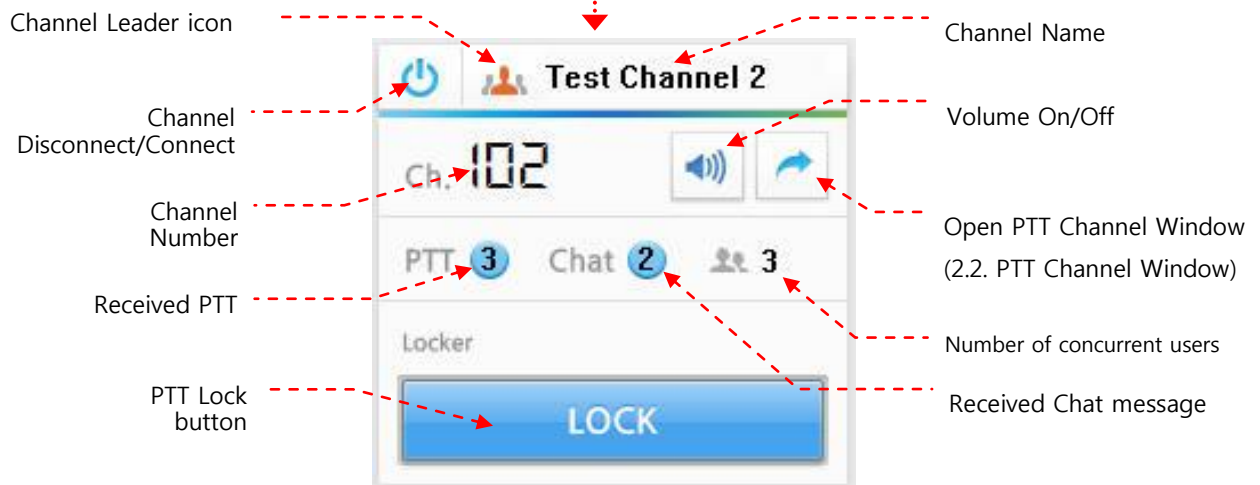 Channel Leader icon
Channel Name
Test Channel 2
Channel
Disconnect/Connect
Volume On/Off
Ch. 102
Channel
Number
Open PTT Channel Window
(2.2. PTT Channel Window)
PTT 3 Chat 2 3
Received PTT
Number of concurrent users
Locker
PTT Lock
button
LOCK
Received Chat message